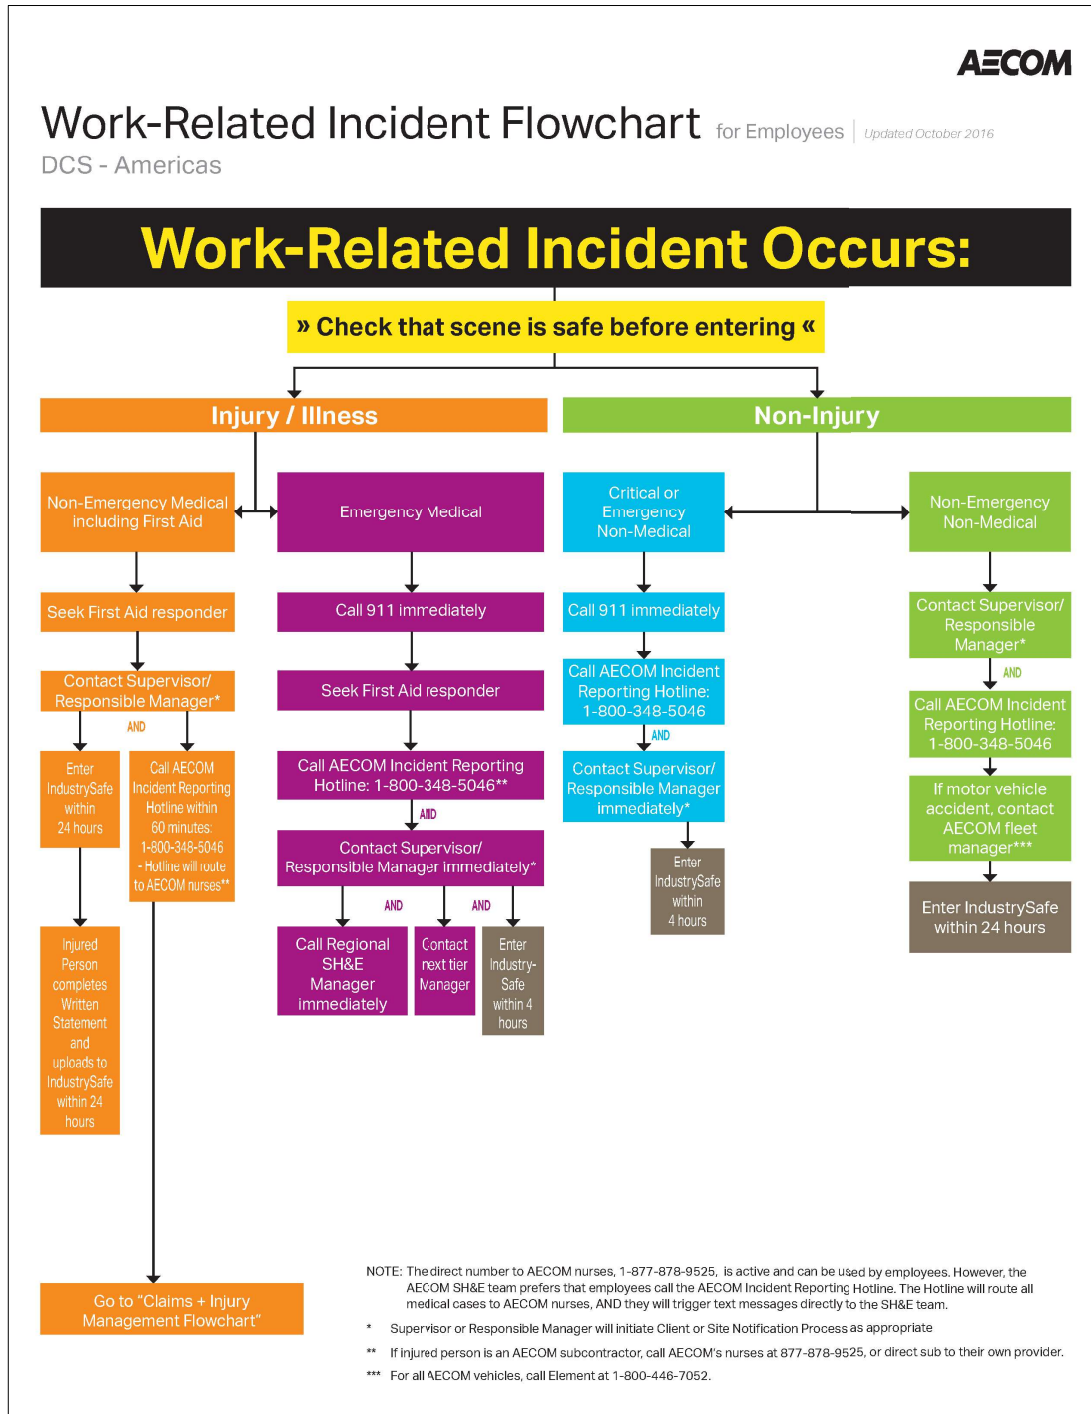 AECOM
Work-Related Incident Flowchart for Employees | Updated October 2016
DCS - Americas
Work-Related Incident Occurs:
» Check that scene is safe before entering «
Injury / Illness
Non-Injury
Non-Emergency Medical
including First Aid
Emergency Medical
Critical or
Emergency
Non-Medical
Non-Emergency
Non-Medical
Seek First Aid responder
Call 911 immediately
Call 911 immediately
Contact Supervisor/
Responsible
Manager*
Contact Supervisor/
Responsible Manager*
Seek First Aid responder
Call AECOM Incident
Reporting Hotline:
1-800-348-5046
AND
Call AECOM Incident
Reporting Hotline:
1-800-348-5046
AND
AND
Enter
IndustrySafe
within
24 hours
Call AECOM
Incident Reporting
Hotline within
60 minutes:
1-800-348-5046
- Hotline will route
to AECOM nurses**
Call AECOM Incident Reporting
Hotline: 1-800-348-5046**
AND
Contact Supervisor/
Responsible Manager immediately*
Contact Supervisor/
Responsible Manager
immediately*
If motor vehicle
accident, contact
AECOM fleet
manager***
Enter
IndustrySafe
within
4 hours
Enter IndustrySafe
within 24 hours
AND
AND
Injured
Person
completes
Written
Statement
and
uploads to
IndustrySafe
within 24
hours
Call Regional
SH&E
Manager
immediately
Contact
next tier
Manager
Enter
Industry-
Safe
within 4
hours
Go to “Claims + Injury
Management Flowchart”
NOTE: The direct number to AECOM nurses, 1-877-878-9525, is active and can be used by employees. However, the
AECOM SH&E team prefers that employees call the AECOM Incident Reporting Hotline. The Hotline will route all
medical cases to AECOM nurses, AND they will trigger text messages directly to the SH&E team.
* Supervisor or Responsible Manager will initiate Client or Site Notification Process as appropriate
** If injured person is an AECOM subcontractor, call AECOM's nurses at 877-878-9525, or direct sub to their own provider.
*** For all AECOM vehicles, call Element at 1-800-446-7052.